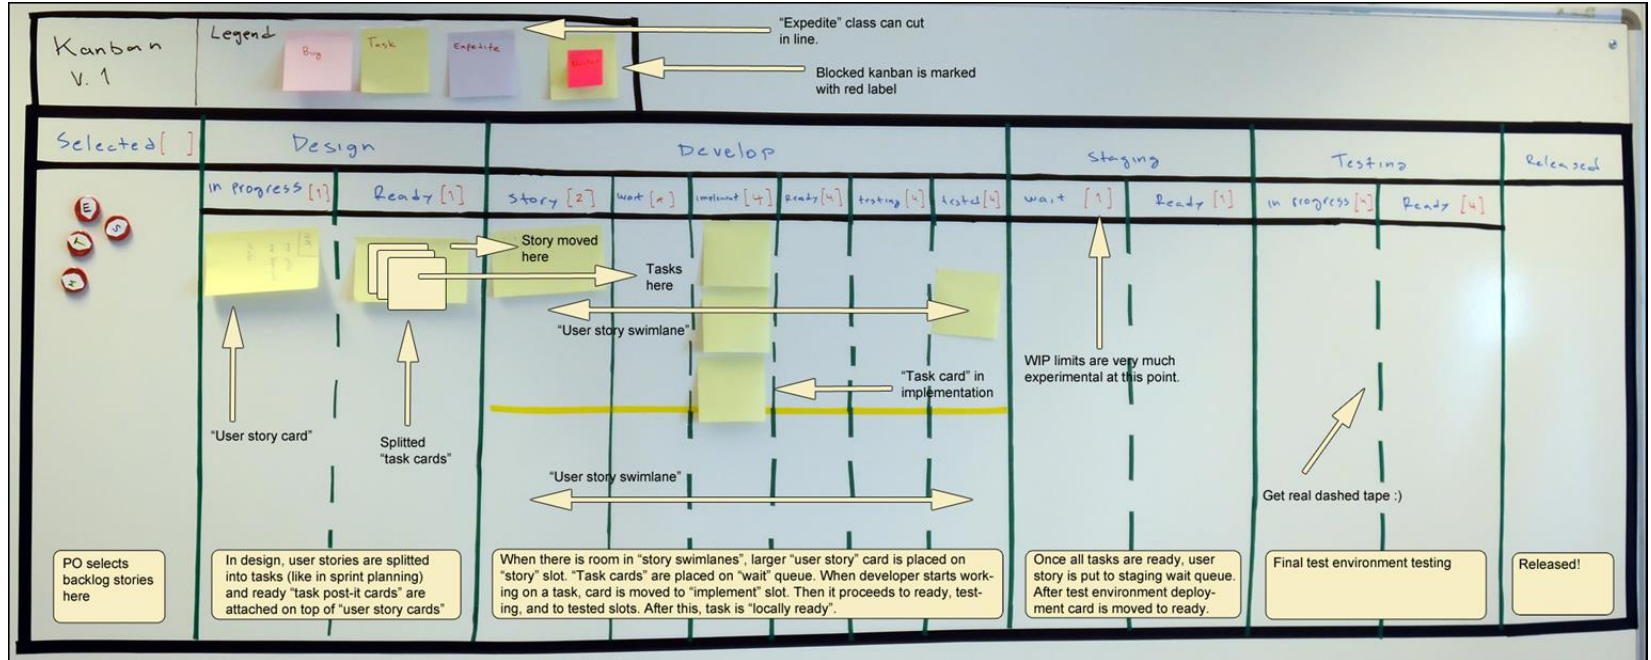 Kanban
V. 1
Legend
Bug
Task
Expedite
“Expedite” class can cut
in line.
Blocked kanban is marked
with red label
Selected [ ]
Design
Develop
Staging
Testing
Released
in progress [1]
Ready [1]
Story [2]
wait
implement [4]
Ready [4]
testing [4]
tested [4]
wait [1]
Ready [1]
in progress [4]
Ready [4]
E
S
T
H
Story moved
here
Tasks
here
“User story swimlane”
“Task card” in
implementation
WIP limits are very much
experimental at this point.
“User story card”
Splitted
“task cards”
“User story swimlane”
Get real dashed tape :)
PO selects
backlog stories
here
In design, user stories are splitted
into tasks (like in sprint planning)
and ready “task post-it cards” are
attached on top of “user story cards”
When there is room in “story swimlanes”, larger “user story” card is placed on
“story” slot. “Task cards” are placed on “wait” queue. When developer starts work-
ing on a task, card is moved to “implement” slot. Then it proceeds to ready, test-
ing, and to tested slots. After this, task is “locally ready”.
Once all tasks are ready, user
story is put to staging wait queue.
After test environment deploy-
ment card is moved to ready.
Final test environment testing
Released!